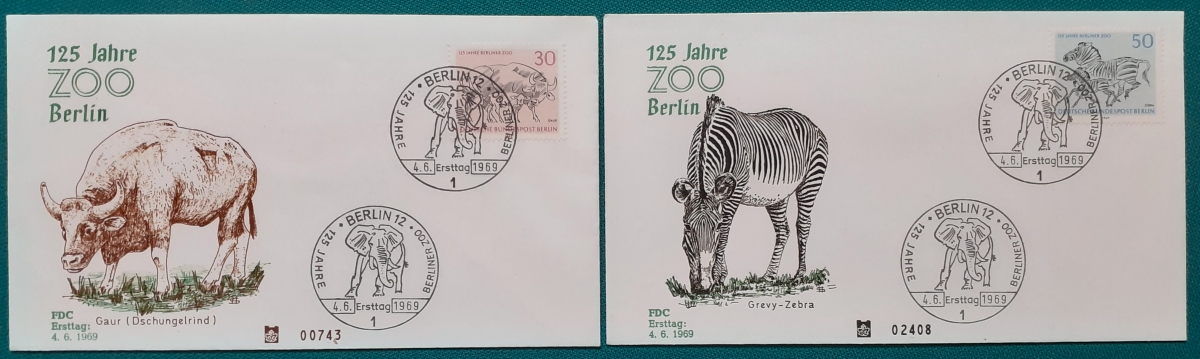 125 Jahre
ZOO
Berlin
125 JAHRE BERLINER ZOO
30
DEUTSCHE BUNDESPOST BERLIN
BERLIN 12
125 JAHRE
BERLINER ZOO
4.6. Ersttag 1969
1
BERLIN 12
125 JAHRE
BERLINER ZOO
4.6. Ersttag 1969
1
Gaur (Dschungelrind)
FDC
Ersttag:
4. 6. 1969
00743
125 Jahre
ZOO
Berlin
125 JAHRE BERLINER ZOO
50
DEUTSCHE BUNDESPOST BERLIN
BERLIN 12
125 JAHRE
BERLINER ZOO
4.6. Ersttag 1969
1
BERLIN 12
125 JAHRE
BERLINER ZOO
4.6. Ersttag 1969
1
Grevy-Zebra
FDC
Ersttag:
4. 6. 1969
02408